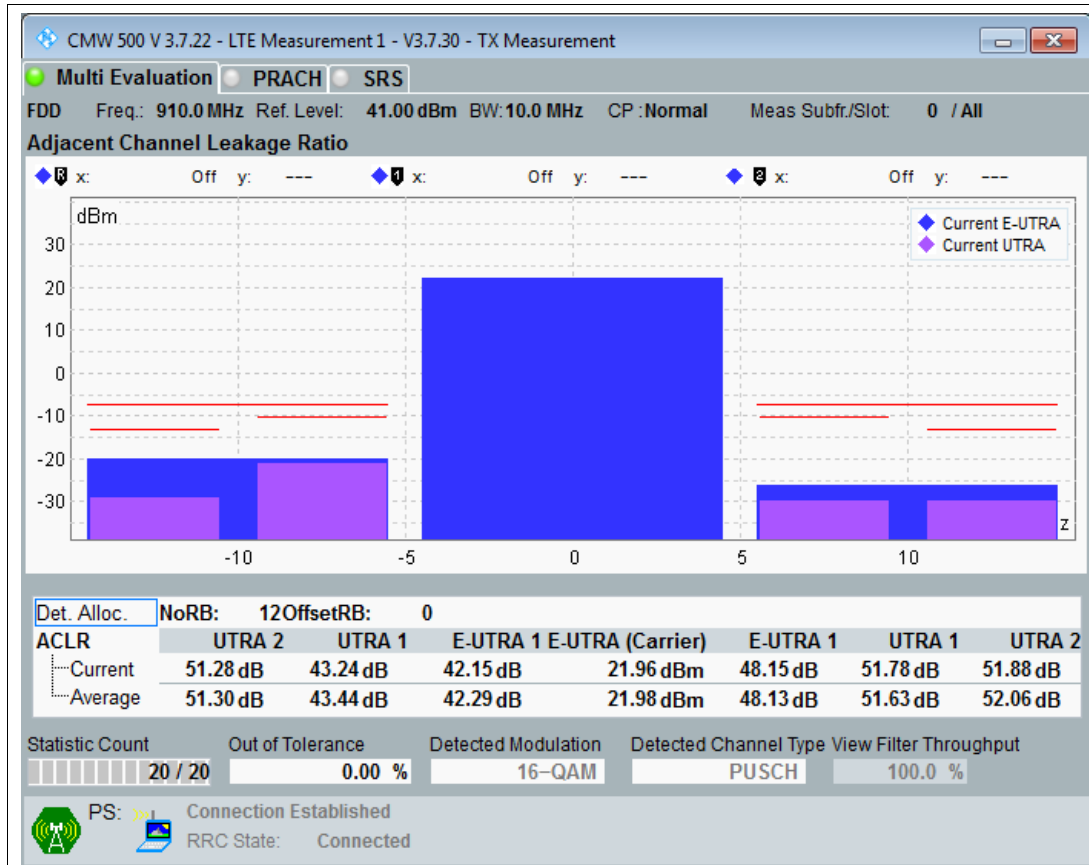 CMW 500 V 3.7.22 - LTE Measurement 1 - V3.7.30 - TX Measurement
Multi Evaluation PRACH SRS
FDD Freq.: 910.0 MHz Ref. Level: 41.00 dBm BW: 10.0 MHz CP : Normal Meas Subfr./Slot: 0 / All
Adjacent Channel Leakage Ratio
R x: Off y: --- 1 x: Off y: --- 2 x: Off y: ---
dBm
Current E-UTRA
Current UTRA
30
20
10
0
-10
-20
-30
z
-10 -5 0 5 10
Det. Alloc. NoRB: 12 OffsetRB: 0
ACLR UTRA 2 UTRA 1 E-UTRA 1 E-UTRA (Carrier) E-UTRA 1 UTRA 1 UTRA 2
Current 51.28 dB 43.24 dB 42.15 dB 21.96 dBm 48.15 dB 51.78 dB 51.88 dB
Average 51.30 dB 43.44 dB 42.29 dB 21.98 dBm 48.13 dB 51.63 dB 52.06 dB
Statistic Count Out of Tolerance Detected Modulation Detected Channel Type View Filter Throughput
20 / 20 0.00 % 16-QAM PUSCH 100.0 %
PS: Connection Established
RRC State: Connected